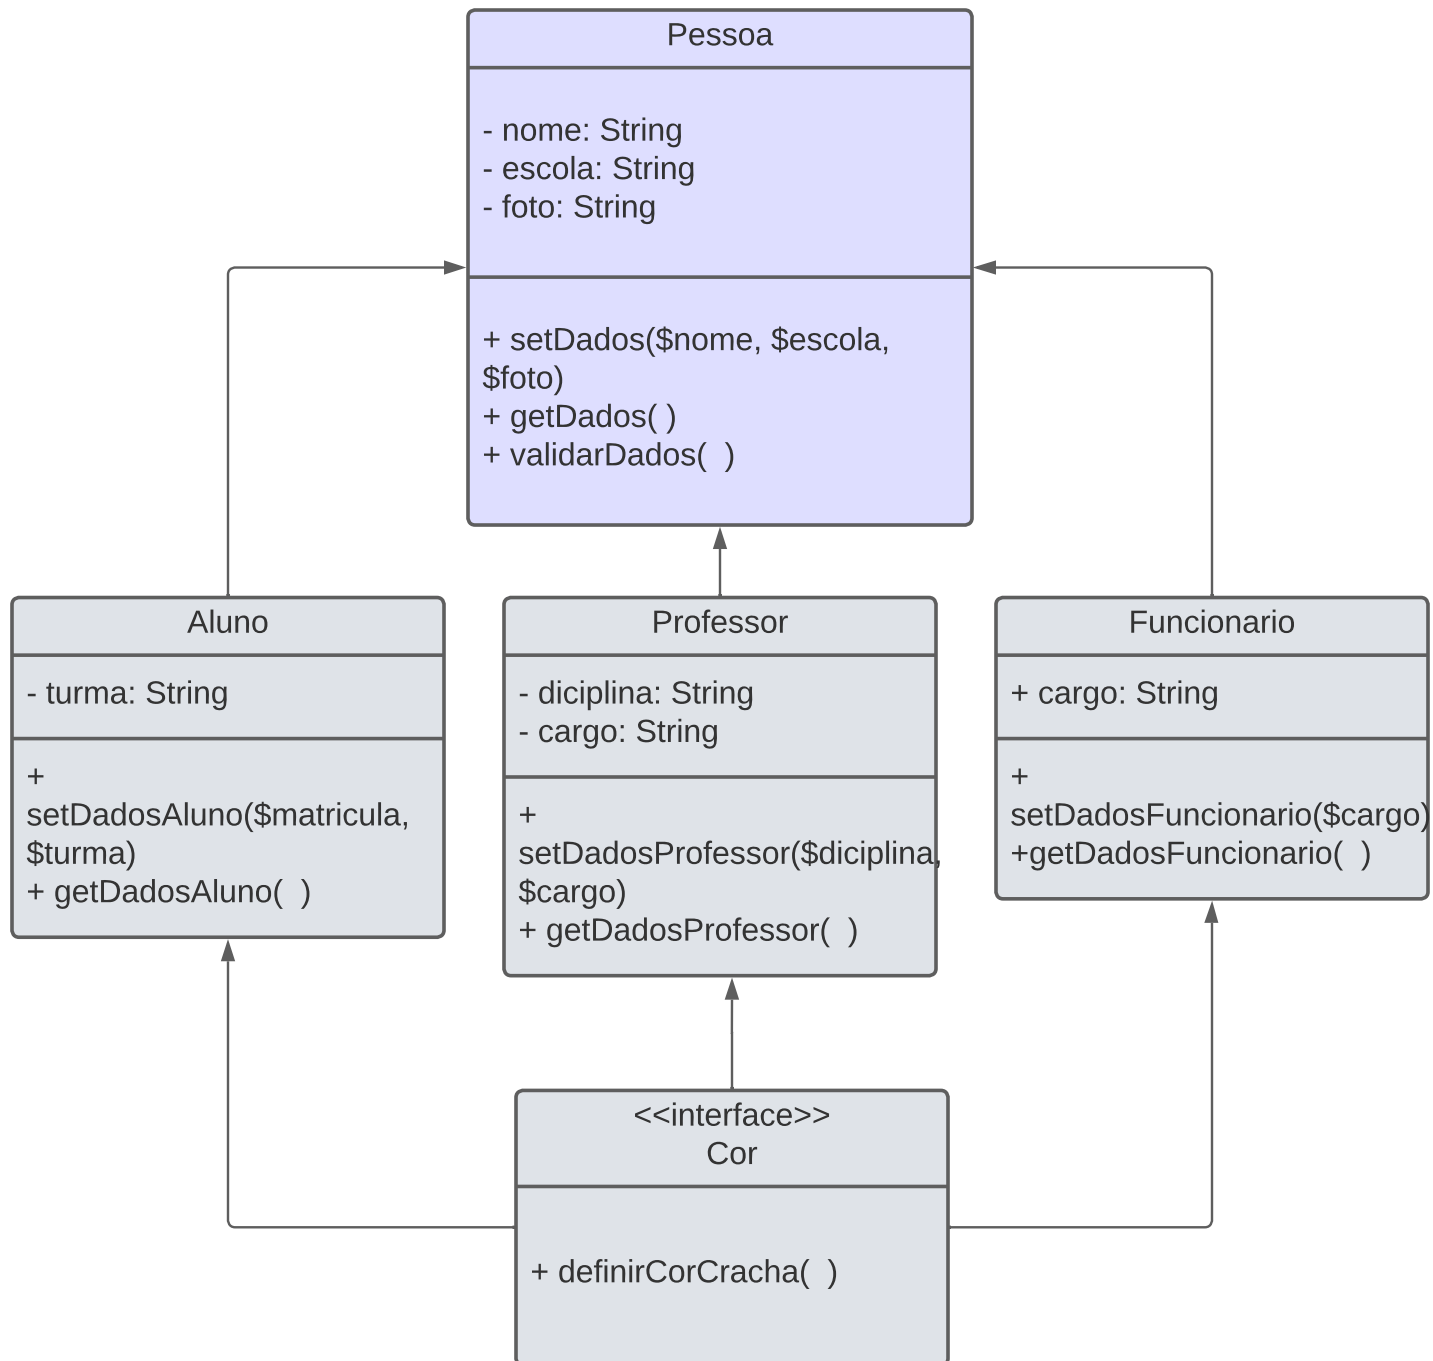 Pessoa
- nome: String
- escola: String
- foto: String
+ setDados($nome, $escola,
$foto)
+ getDados( )
+ validarDados(  )
Aluno
- turma: String
+
setDadosAluno($matricula,
$turma)
+ getDadosAluno(  )
Professor
- diciplina: String
- cargo: String
+
setDadosProfessor($diciplina,
$cargo)
+ getDadosProfessor(  )
Funcionario
+ cargo: String
+
setDadosFuncionario($cargo)
+getDadosFuncionario(  )
<<interface>>
Cor
+ definirCorCracha(  )